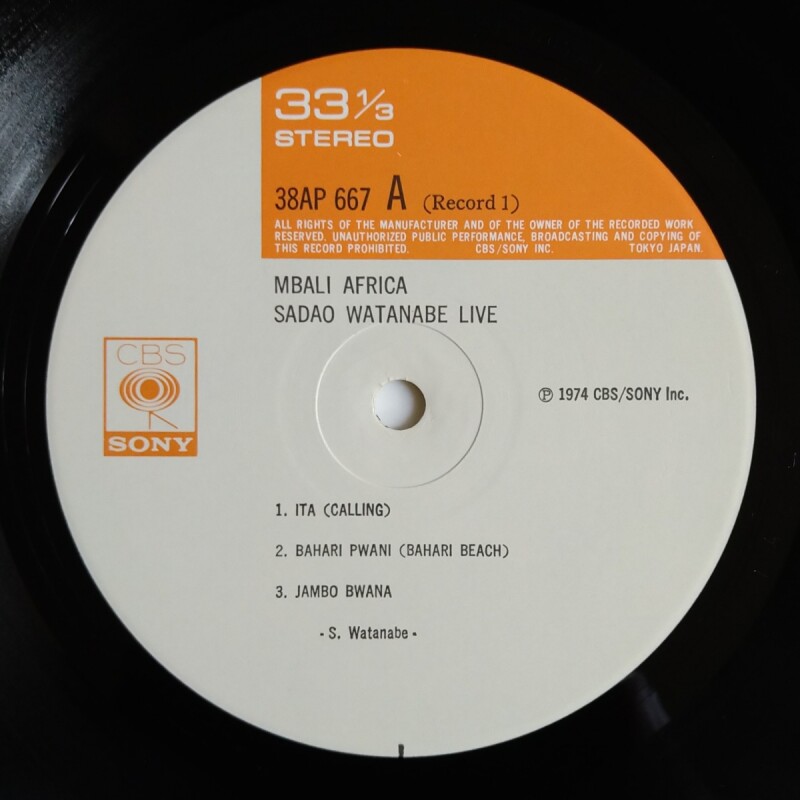 33 1/3
STEREO
38AP 667 A (Record 1)
ALL RIGHTS OF THE MANUFACTURER AND OF THE OWNER OF THE RECORDED WORK
RESERVED. UNAUTHORIZED PUBLIC PERFORMANCE, BROADCASTING AND COPYING OF
THIS RECORD PROHIBITED. CBS/SONY INC. TOKYO JAPAN.
MBALI AFRICA
SADAO WATANABE LIVE
CBS
SONY
℗ 1974 CBS/SONY Inc.
1. ITA (CALLING)
2. BAHARI PWANI (BAHARI BEACH)
3. JAMBO BWANA
- S. Watanabe -